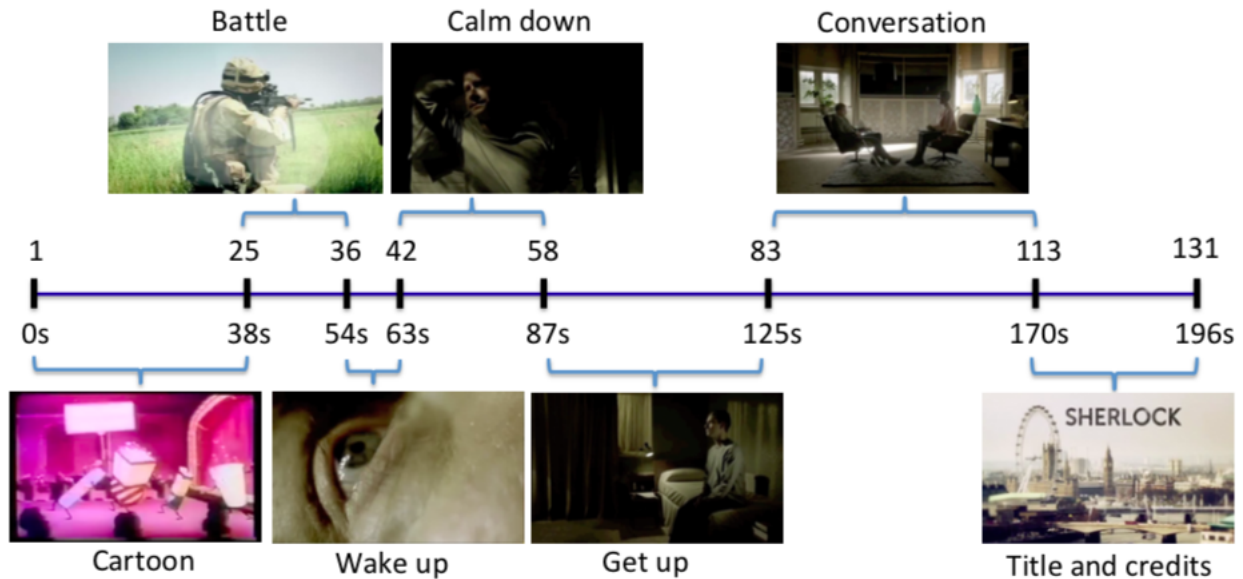 Battle
Calm down
Conversation
1
25
36
42
58
83
113
131
0s
38s
54s
63s
87s
125s
170s
196s
SHERLOCK
Cartoon
Wake up
Get up
Title and credits